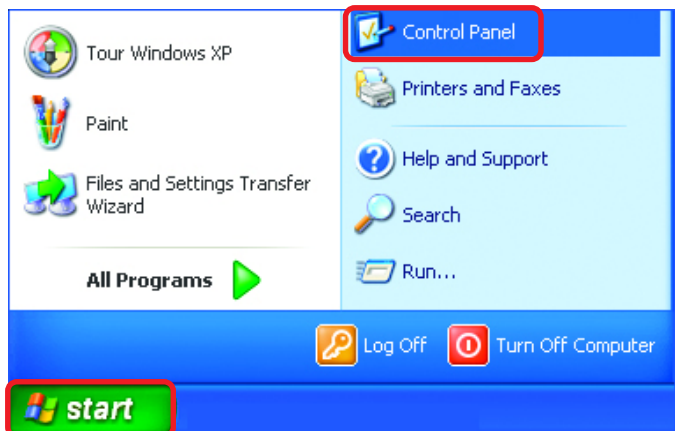 Tour Windows XP
Paint
Files and Settings Transfer
Wizard
All Programs
Control Panel
Printers and Faxes
Help and Support
Search
Run...
Log Off
Turn Off Computer
start